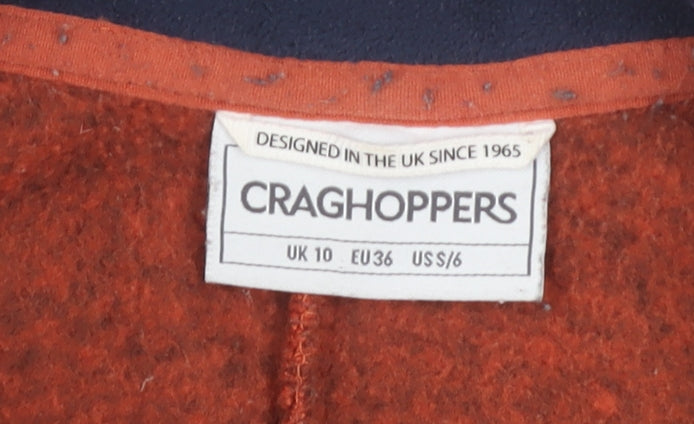 DESIGNED IN THE UK SINCE 1965
CRAGHOPPERS
UK 10 EU36 US S/6